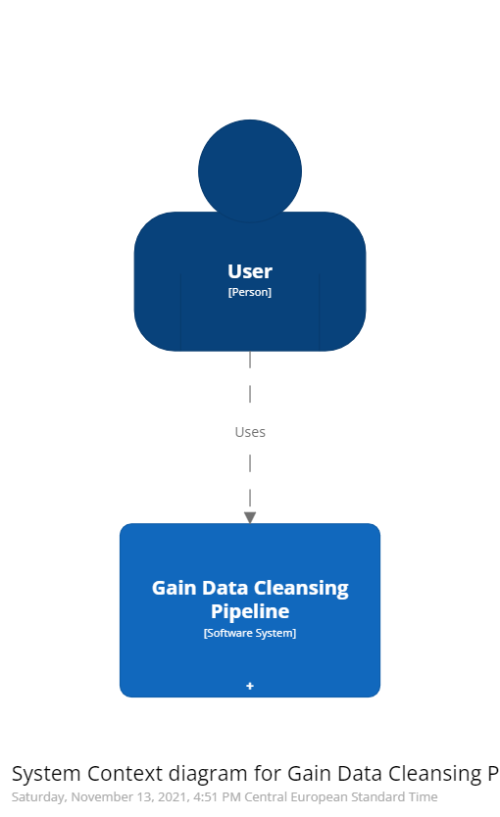 User
[Person]
Uses
Gain Data Cleansing
Pipeline
[Software System]
+
System Context diagram for Gain Data Cleansing P
Saturday, November 13, 2021, 4:51 PM Central European Standard Time